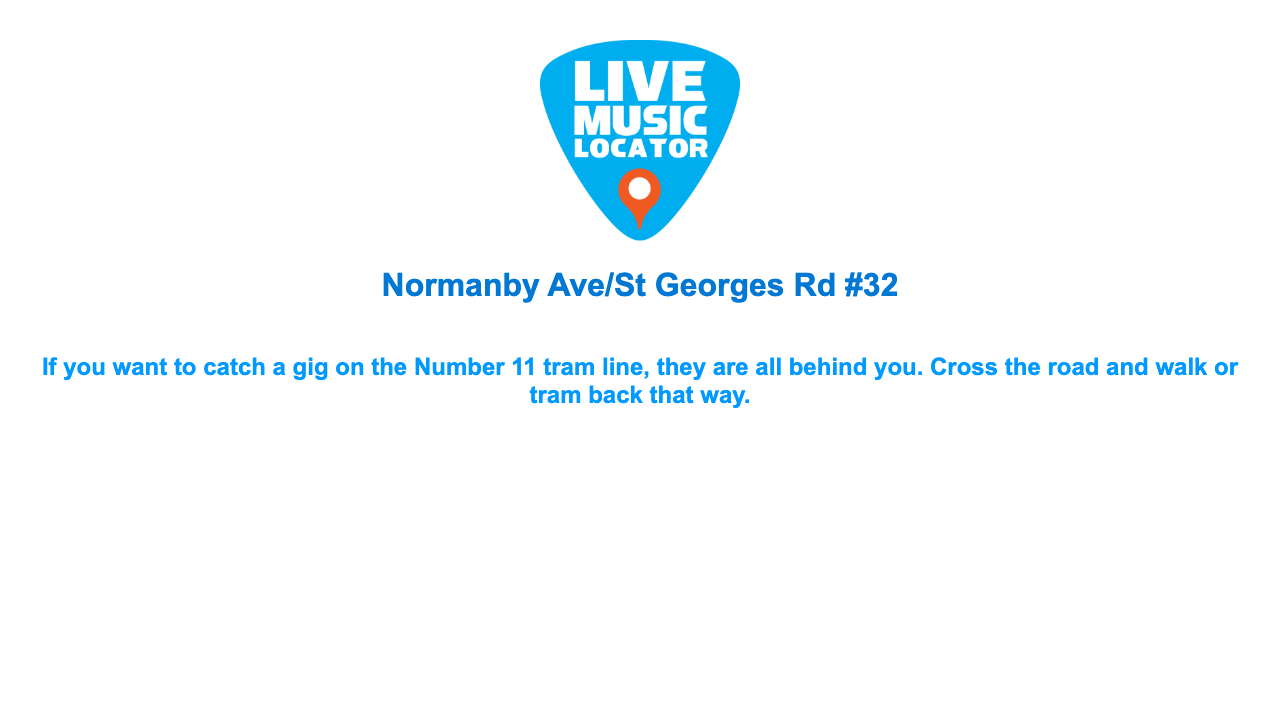 LIVE
MUSIC
LOCATOR
Normanby Ave/St Georges Rd #32
If you want to catch a gig on the Number 11 tram line, they are all behind you. Cross the road and walk or
tram back that way.